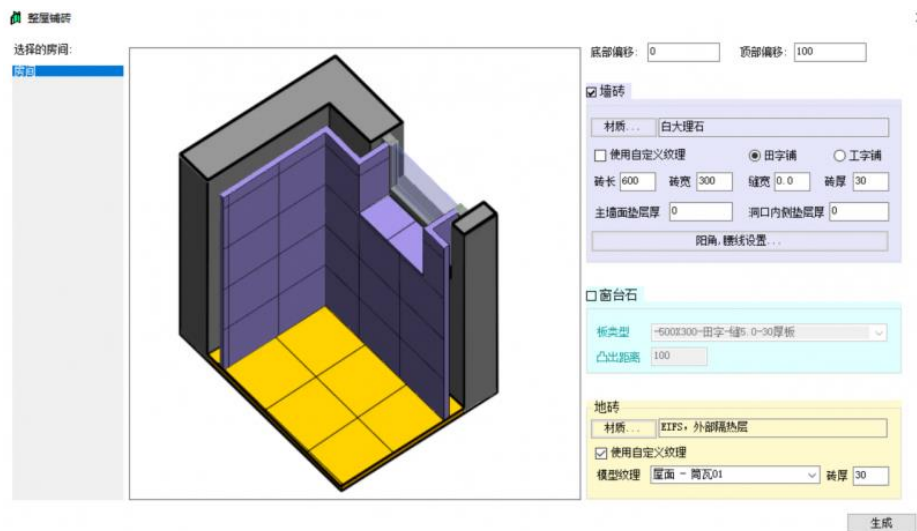 整屋铺砖
选择的房间:
房间
底部偏移: 0 顶部偏移: 100
墙砖
材质... 白大理石
使用自定义纹理 田字铺 工字铺
砖长 600 砖宽 300 缝宽 0.0 砖厚 30
主墙面垫层厚 0 洞口内侧垫层厚 0
阳角,腰线设置...
窗台石
板类型 -600X300-田字-缝5.0-30厚板
凸出距离 100
地砖
材质... EIFS，外部隔热层
使用自定义纹理
模型纹理 屋面 - 筒瓦01 砖厚 30
生成